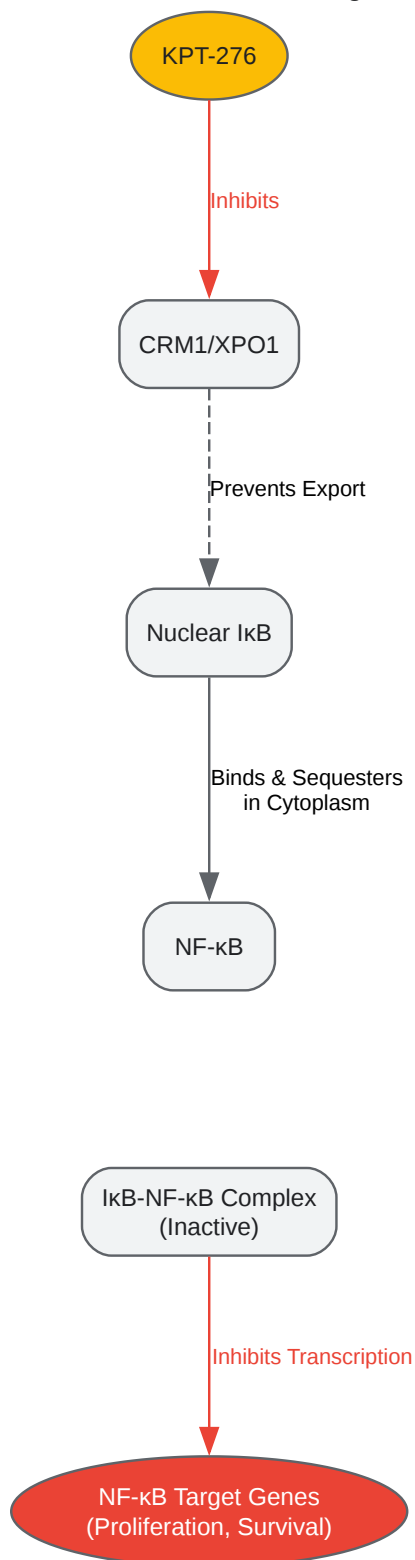 KPT-276
Inhibits
CRM1/XPO1
Prevents Export
Nuclear IκB
Binds & Sequesters
in Cytoplasm
NF-κB
IκB-NF-κB Complex
(Inactive)
Inhibits Transcription
NF-κB Target Genes
(Proliferation, Survival)